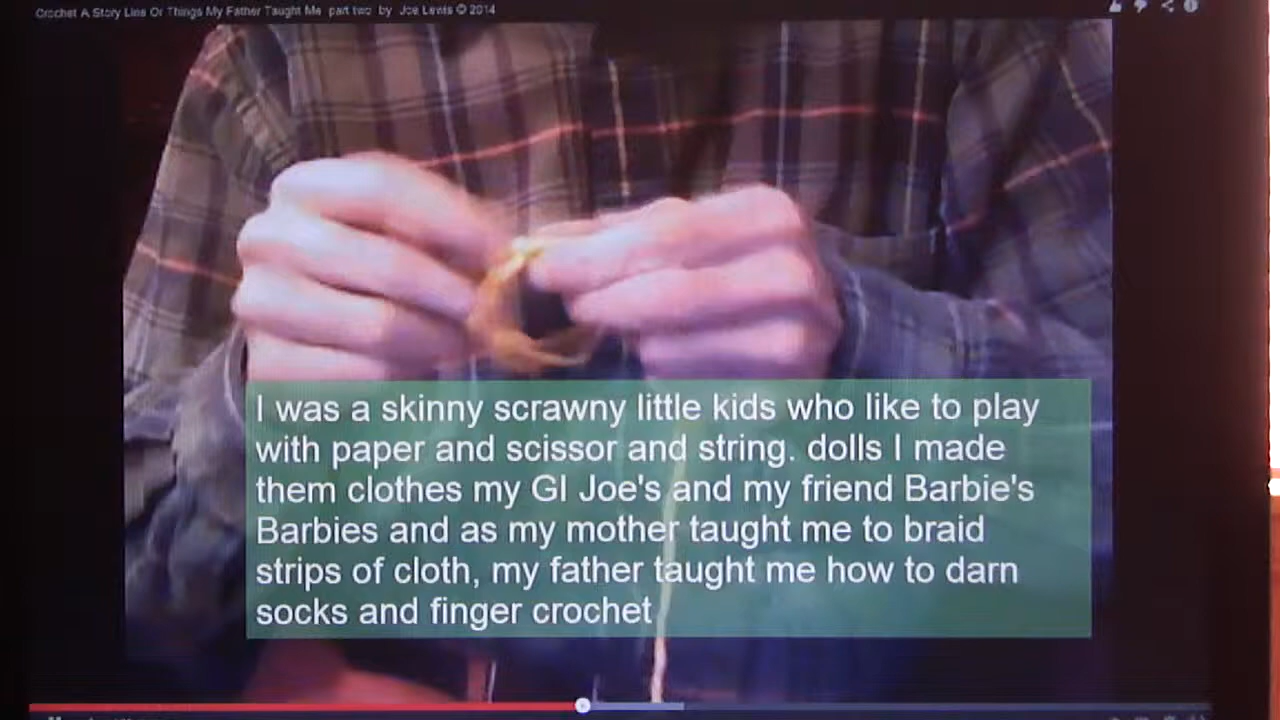 Crochet A Story Line Or Things My Father Taught Me part two by Joe Lewis © 2014
I was a skinny scrawny little kids who like to play
with paper and scissor and string. dolls I made
them clothes my GI Joe's and my friend Barbie's
Barbies and as my mother taught me to braid
strips of cloth, my father taught me how to darn
socks and finger crochet